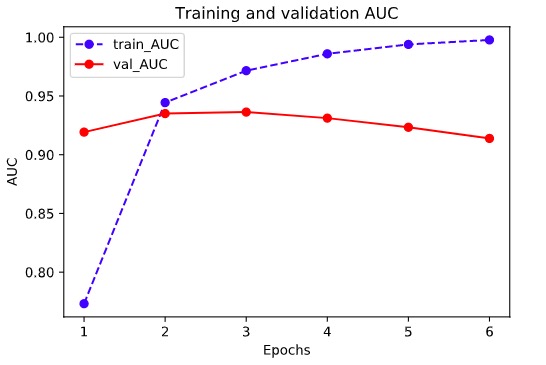 Training and validation AUC
train_AUC
val_AUC
1.00
0.95
0.90
0.85
0.80
AUC
1 2 3 4 5 6
Epochs